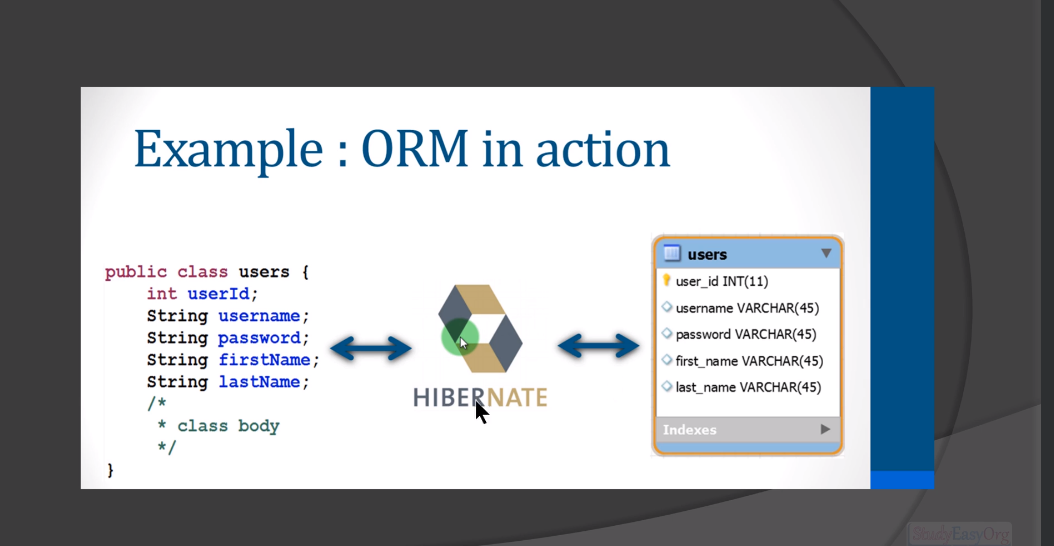 Example : ORM in action
public class users {
int userId;
String username;
String password;
String firstName;
String lastName;
/*
* class body
*/
}
HIBERNATE
users
user_id INT(11)
username VARCHAR(45)
password VARCHAR(45)
first_name VARCHAR(45)
last_name VARCHAR(45)
Indexes
StudyEasyOrg